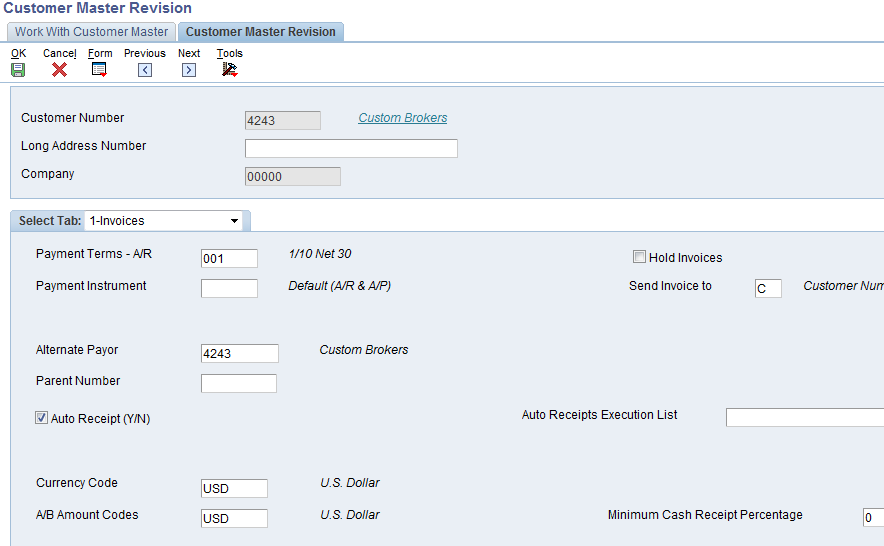 Customer Master Revision
Work With Customer Master Customer Master Revision
OK Cancel Form Previous Next Tools
Customer Number 4243 Custom Brokers
Long Address Number
Company 00000
Select Tab: 1-Invoices
Payment Terms - A/R 001 1/10 Net 30 Hold Invoices
Payment Instrument Default (A/R & A/P) Send Invoice to C Customer Num
Alternate Payor 4243 Custom Brokers
Parent Number
Auto Receipt (Y/N) Auto Receipts Execution List
Currency Code USD U.S. Dollar
A/B Amount Codes USD U.S. Dollar Minimum Cash Receipt Percentage 0